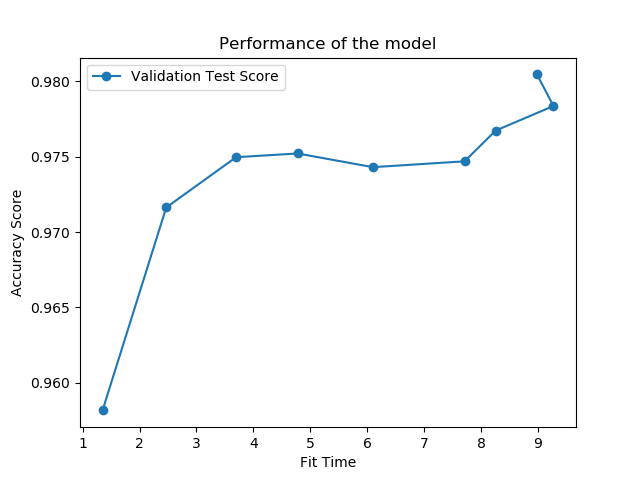 Performance of the model
Validation Test Score
0.980
0.975
0.970
0.965
0.960
Accuracy Score
1 2 3 4 5 6 7 8 9
Fit Time